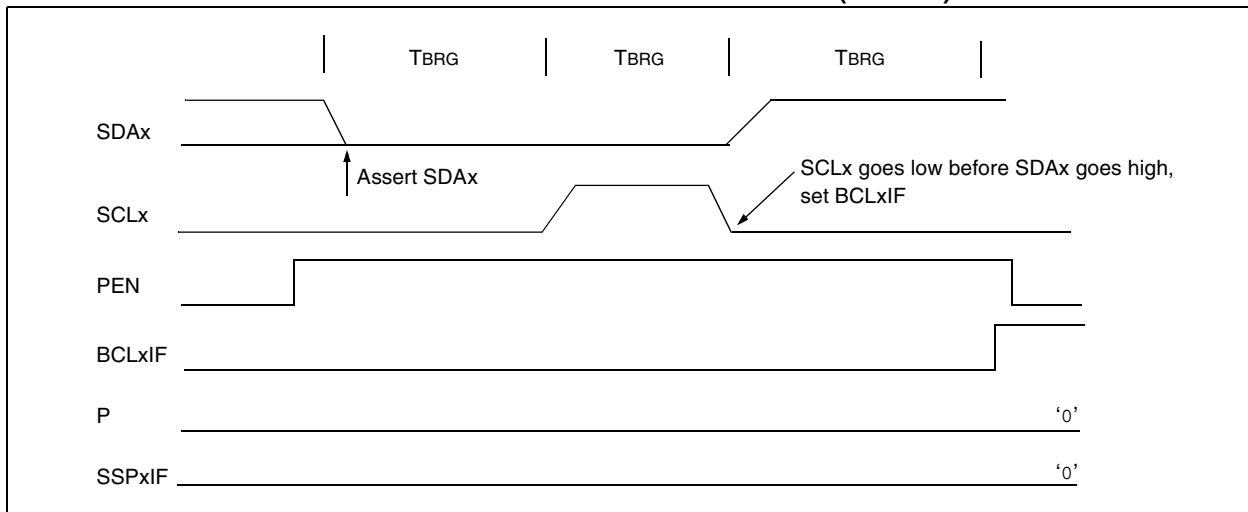 TBRG TBRG TBRG
SDAx
Assert SDAx
SCLx goes low before SDAx goes high,
set BCLxIF
SCLx
PEN
BCLxIF
P
‘0’
SSPxIF
‘0’